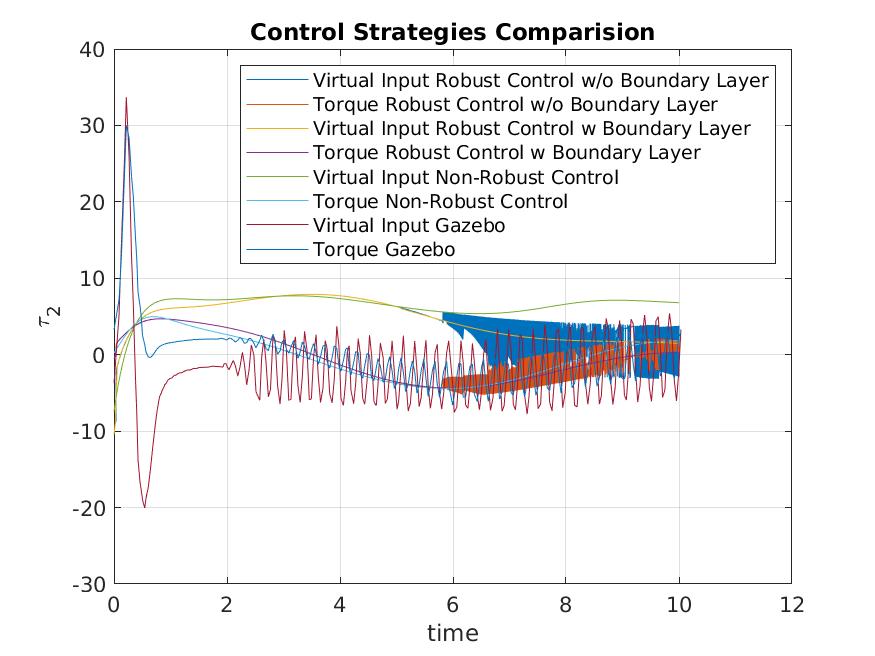 Control Strategies Comparision
40
30
20
10
0
-10
-20
-30
τ2
Virtual Input Robust Control w/o Boundary Layer
Torque Robust Control w/o Boundary Layer
Virtual Input Robust Control w Boundary Layer
Torque Robust Control w Boundary Layer
Virtual Input Non-Robust Control
Torque Non-Robust Control
Virtual Input Gazebo
Torque Gazebo
0 2 4 6 8 10 12
time